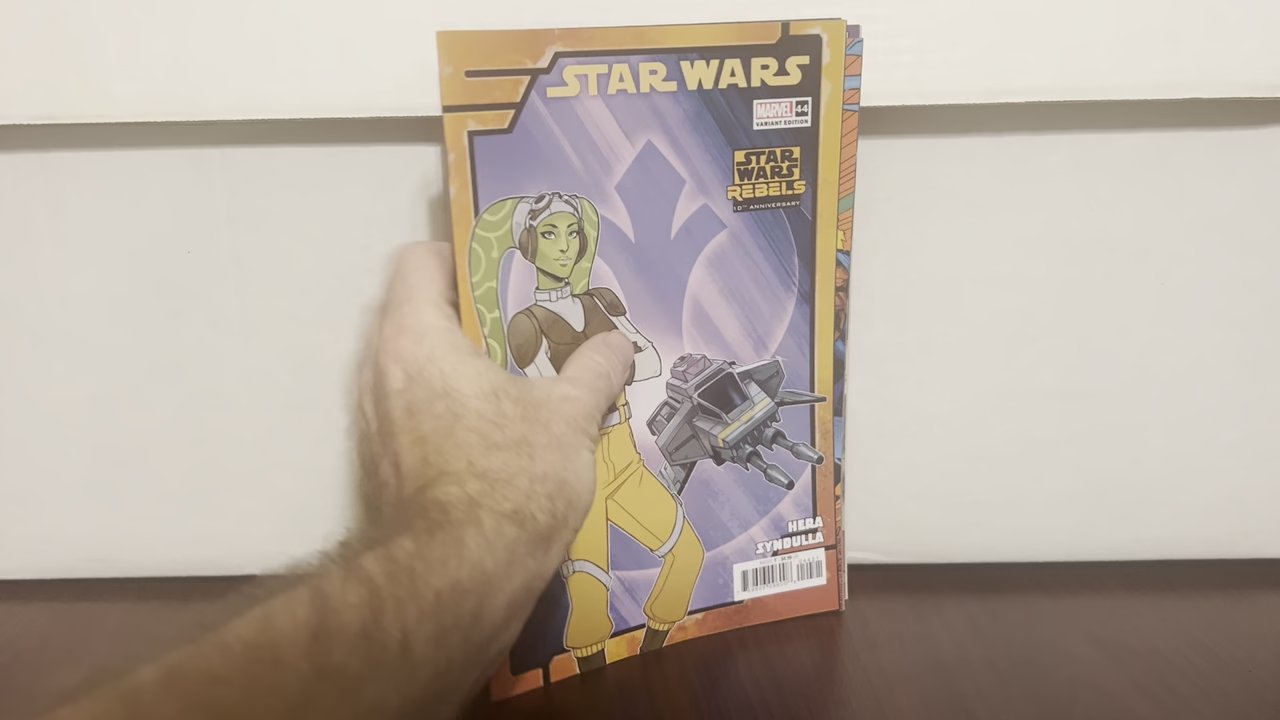 STAR WARS
MARVEL 44
VARIANT EDITION
STAR
WARS
REBELS
10TH ANNIVERSARY
HERA
SYNDULLA